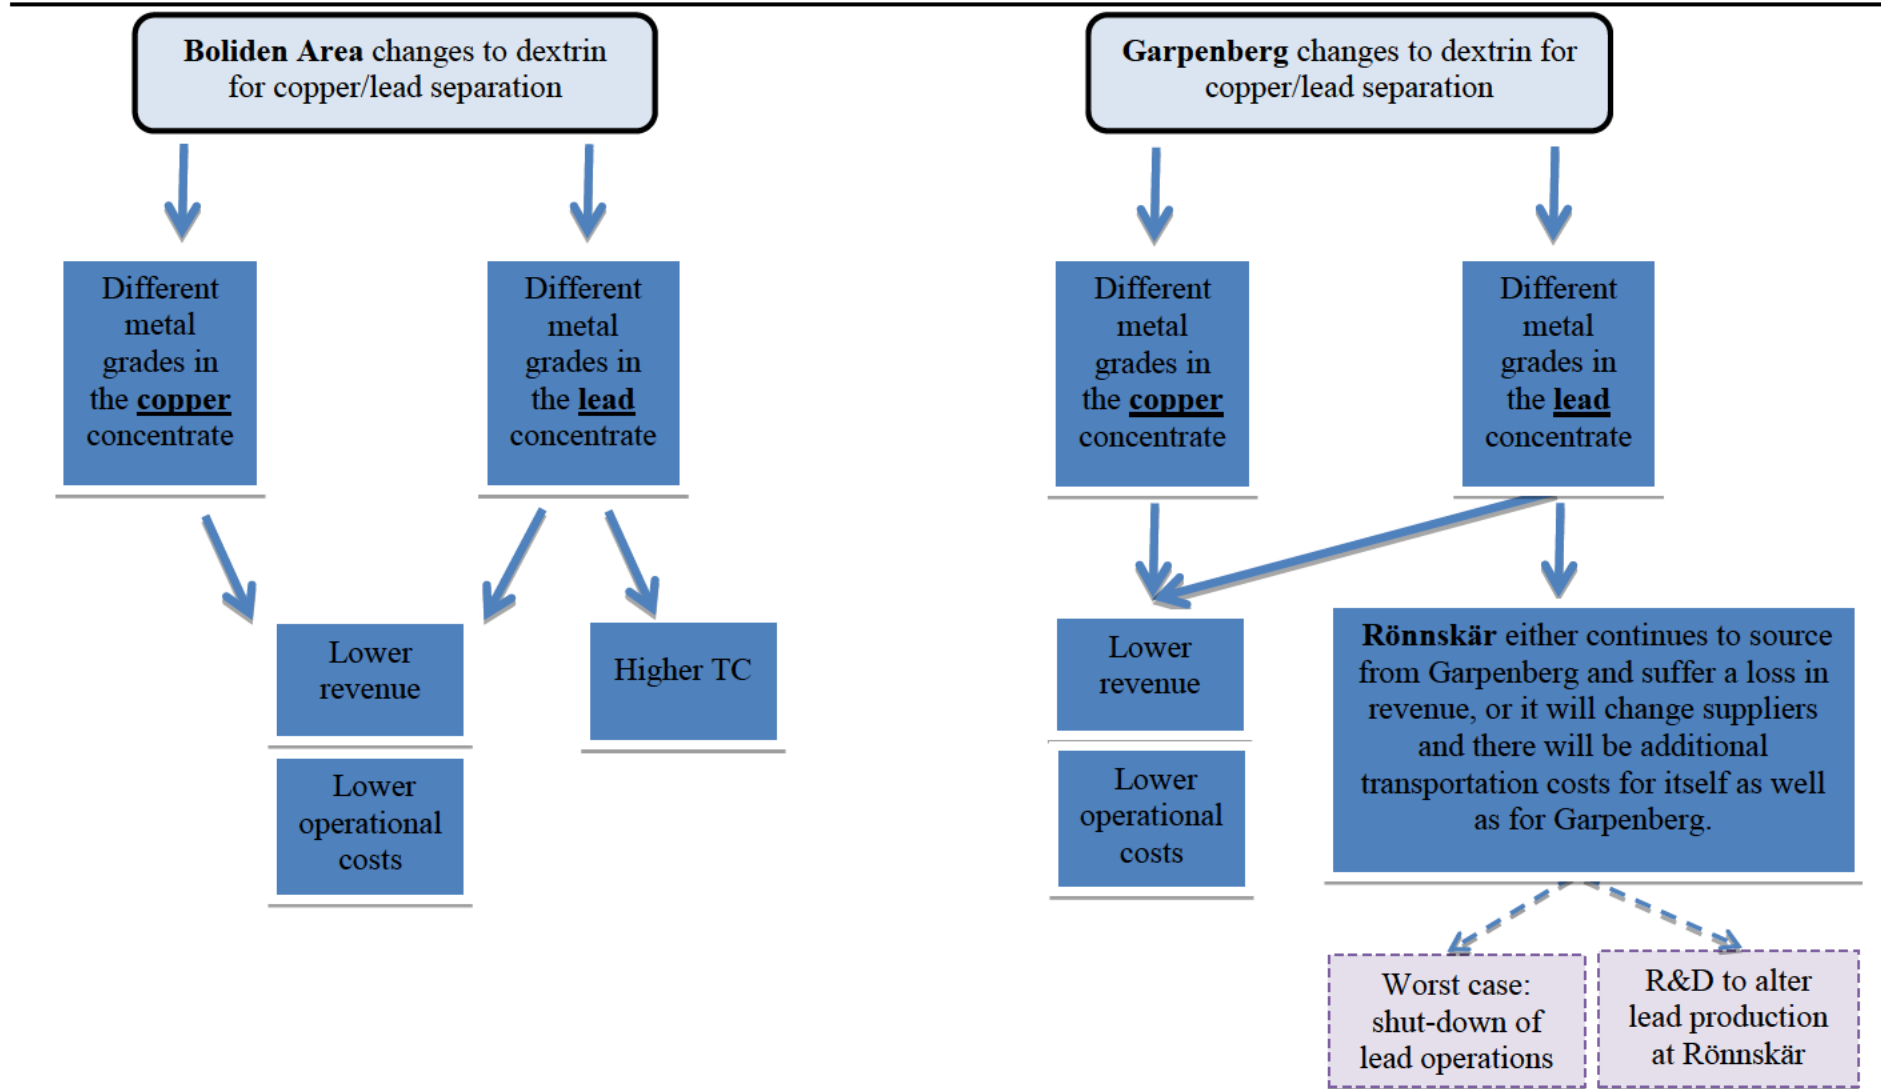 Boliden Area changes to dextrin
for copper/lead separation
Different
metal
grades in
the copper
concentrate
Different
metal
grades in
the lead
concentrate
Lower
revenue
Lower
operational
costs
Higher TC
Garpenberg changes to dextrin for
copper/lead separation
Different
metal
grades in
the copper
concentrate
Different
metal
grades in
the lead
concentrate
Lower
revenue
Lower
operational
costs
Rönnskär either continues to source
from Garpenberg and suffer a loss in
revenue, or it will change suppliers
and there will be additional
transportation costs for itself as well
as for Garpenberg.
Worst case:
shut-down of
lead operations
R&D to alter
lead production
at Rönnskär